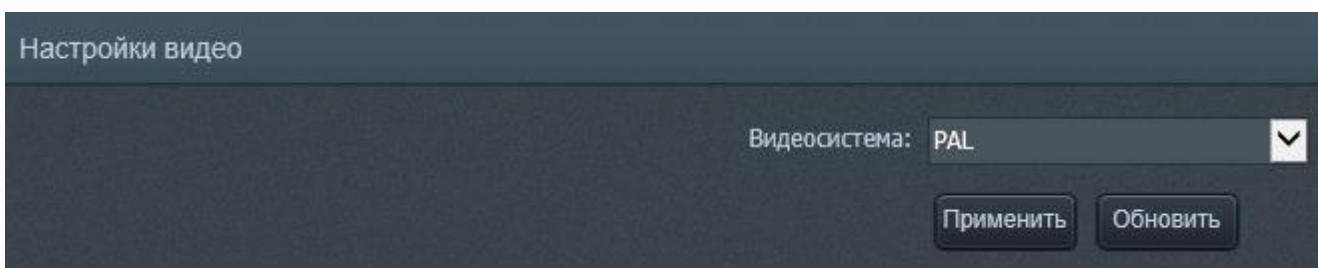 Настройки видео
Видеосистема: PAL
Применить Обновить